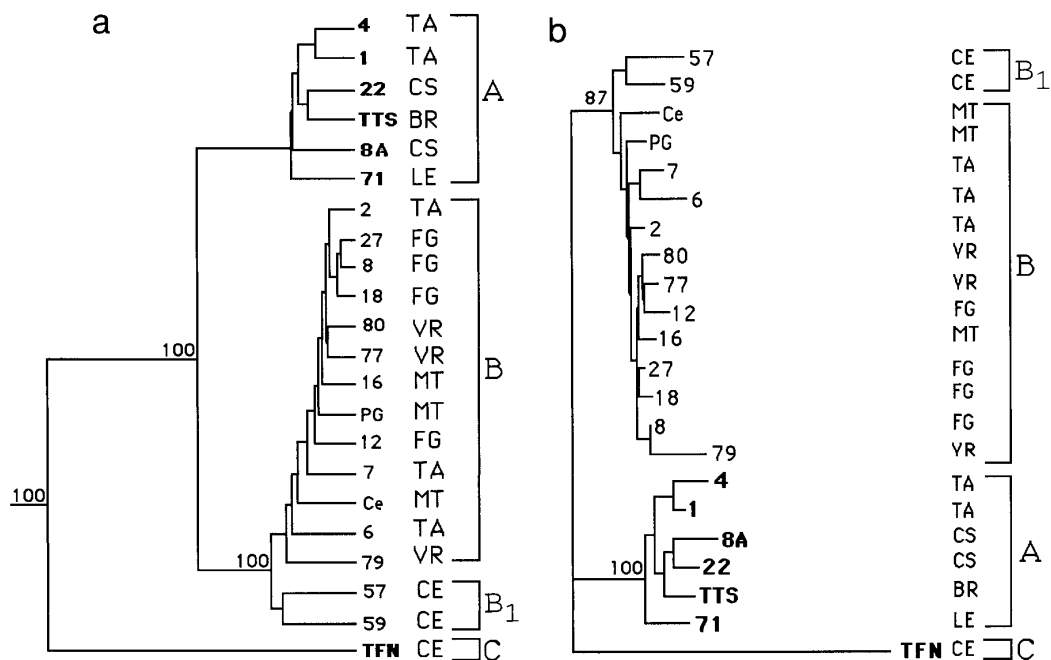 a
4 TA
1 TA
22 CS
TTS BR
8A CS
71 LE
A
2 TA
27 FG
8 FG
18 FG
80 VR
77 VR
16 MT
PG MT
12 FG
7 TA
Ce MT
6 TA
79 VR
B
57 CE
59 CE
B1
TFN CE
C
100
100
100
b
57 CE
59 CE
B1
87
Ce MT
PG MT
7 TA
6 TA
2 TA
80 VR
77 VR
12 FG
16 MT
27 FG
18 FG
8 FG
79 VR
B
4 TA
1 TA
8A CS
22 CS
TTS BR
71 LE
A
100
TFN CE
C